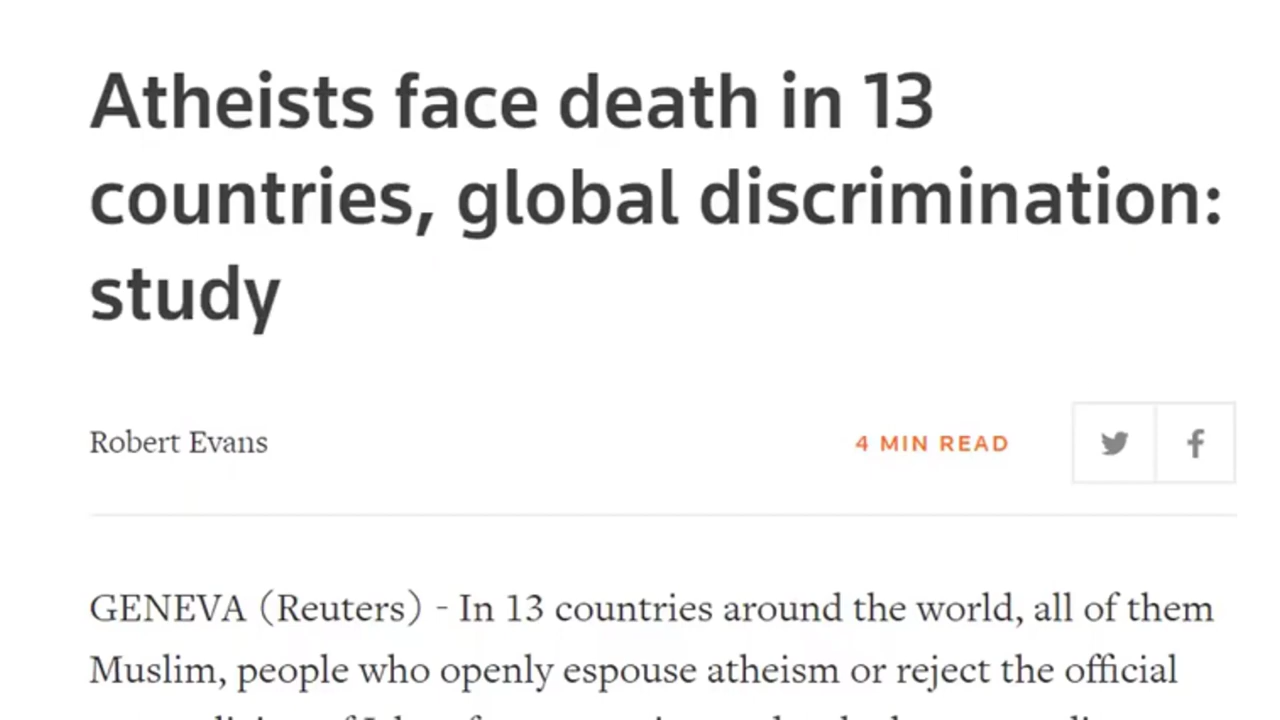 Atheists face death in 13
countries, global discrimination:
study
Robert Evans
4 MIN READ
GENEVA (Reuters) - In 13 countries around the world, all of them
Muslim, people who openly espouse atheism or reject the official